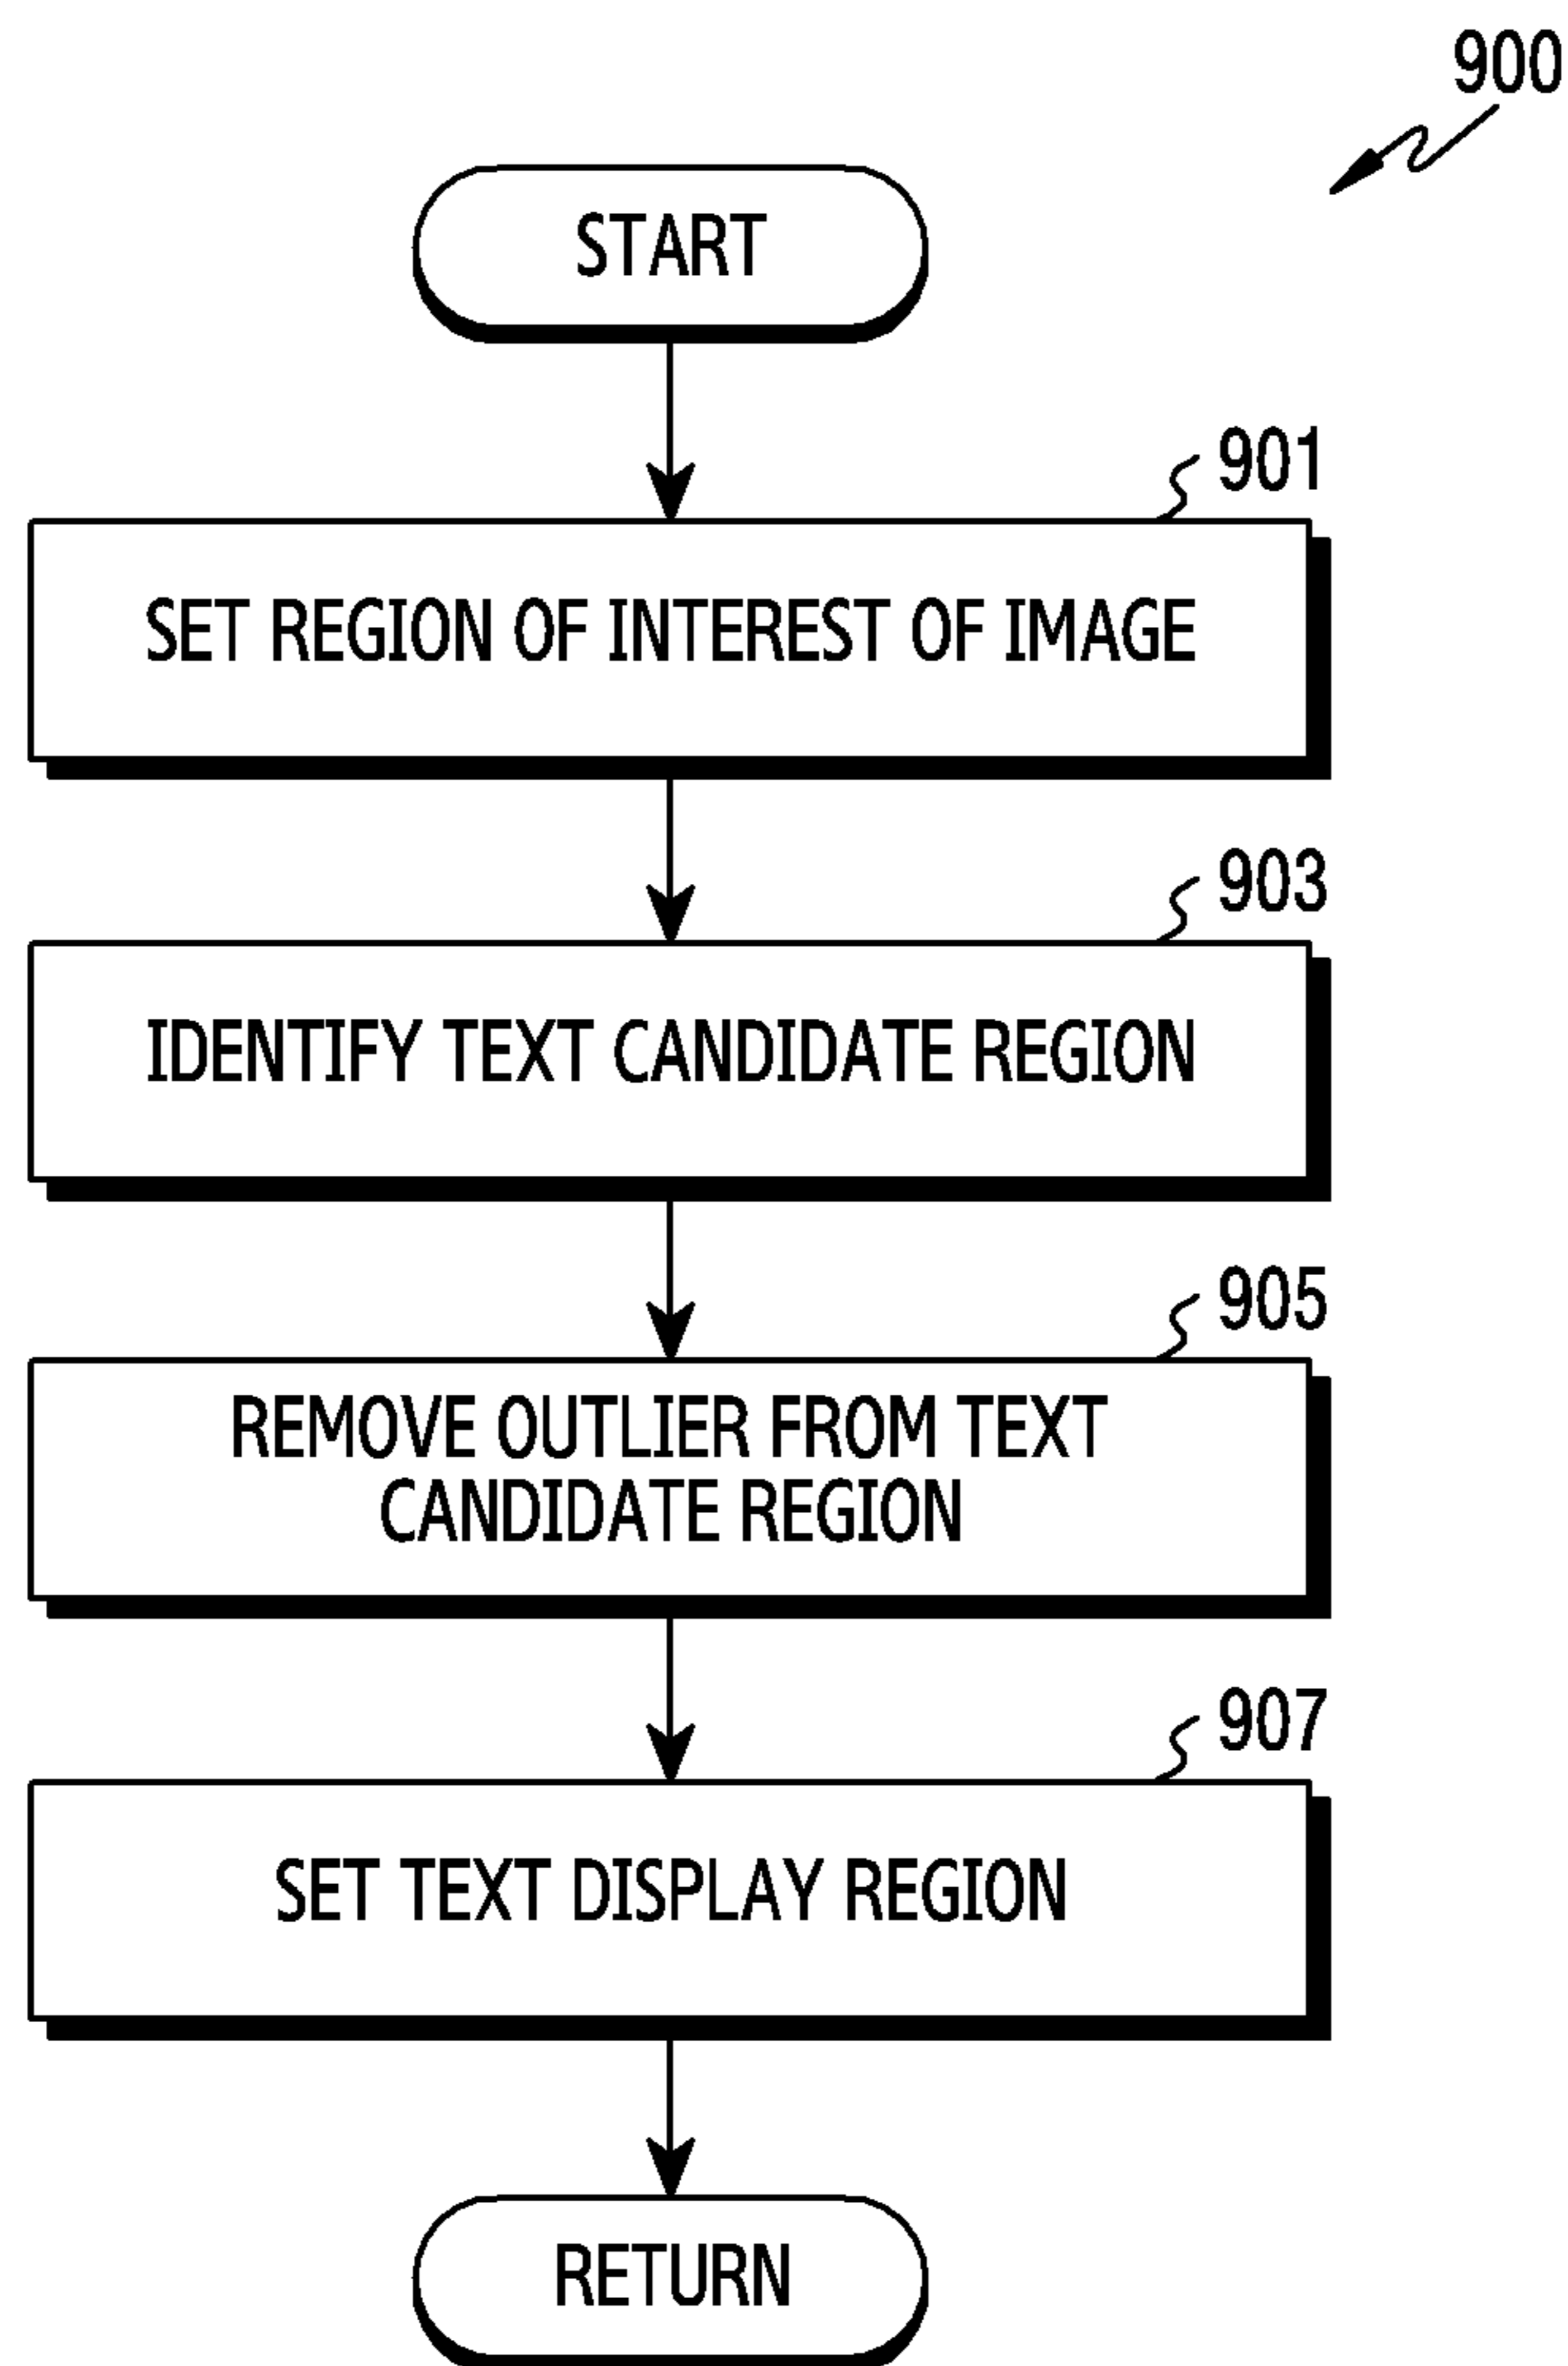 900
START
901
SET REGION OF INTEREST OF IMAGE
903
IDENTIFY TEXT CANDIDATE REGION
905
REMOVE OUTLIER FROM TEXT
CANDIDATE REGION
907
SET TEXT DISPLAY REGION
RETURN